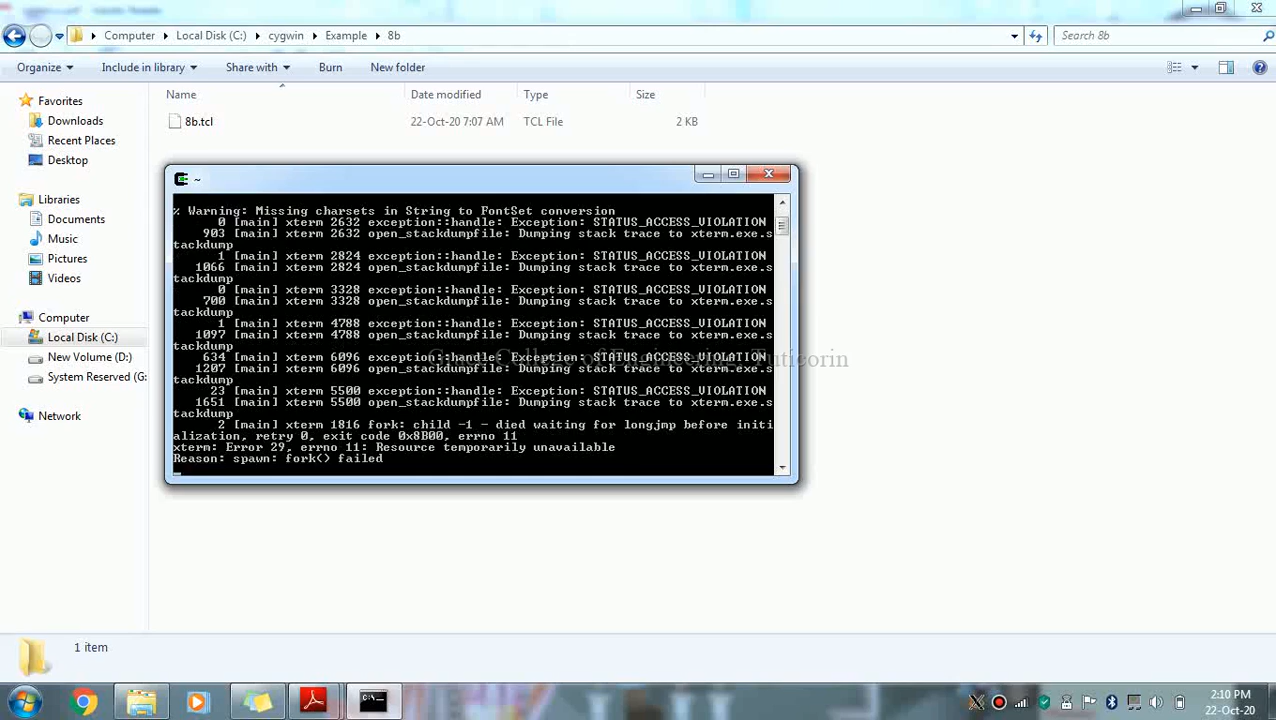 Computer Local Disk (C:) cygwin Example 8b
Search 8b
Organize Include in library Share with Burn New folder
Name Date modified Type Size
8b.tcl 22-Oct-20 7:07 AM TCL File 2 KB
Favorites
Downloads
Recent Places
Desktop
Libraries
Documents
Music
Pictures
Videos
Computer
Local Disk (C:)
New Volume (D:)
System Reserved (G:
Network
~
% Warning: Missing charsets in String to FontSet conversion
0 [main] xterm 2632 exception::handle: Exception: STATUS_ACCESS_VIOLATION
903 [main] xterm 2632 open_stackdumpfile: Dumping stack trace to xterm.exe.s
tackdump
1 [main] xterm 2824 exception::handle: Exception: STATUS_ACCESS_VIOLATION
1066 [main] xterm 2824 open_stackdumpfile: Dumping stack trace to xterm.exe.s
tackdump
0 [main] xterm 3328 exception::handle: Exception: STATUS_ACCESS_VIOLATION
700 [main] xterm 3328 open_stackdumpfile: Dumping stack trace to xterm.exe.s
tackdump
1 [main] xterm 4788 exception::handle: Exception: STATUS_ACCESS_VIOLATION
1097 [main] xterm 4788 open_stackdumpfile: Dumping stack trace to xterm.exe.s
tackdump
634 [main] xterm 6096 exception::handle: Exception: STATUS_ACCESS_VIOLATION
1207 [main] xterm 6096 open_stackdumpfile: Dumping stack trace to xterm.exe.s
tackdump
23 [main] xterm 5500 exception::handle: Exception: STATUS_ACCESS_VIOLATION
1651 [main] xterm 5500 open_stackdumpfile: Dumping stack trace to xterm.exe.s
tackdump
2 [main] xterm 1816 fork: child -1 - died waiting for longjmp before initi
alization, retry 0, exit code 0x8B00, errno 11
xterm: Error 29, errno 11: Resource temporarily unavailable
Reason: spawn: fork() failed
College of Engineering, Tuticorin
1 item
2:10 PM
22-Oct-20